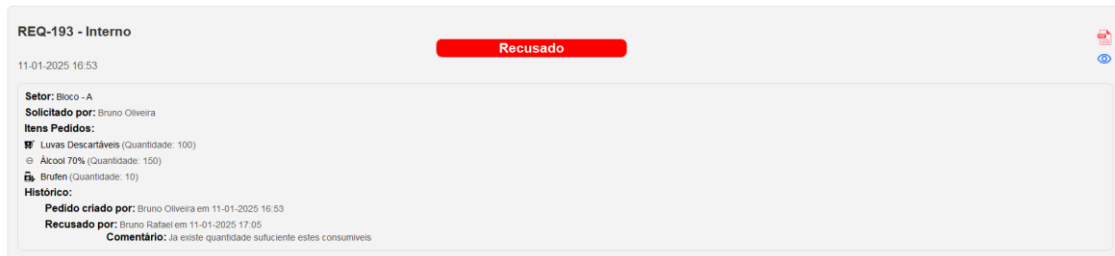 REQ-193 - Interno
Recusado
11-01-2025 16:53
Setor: Bloco - A
Solicitado por: Bruno Oliveira
Itens Pedidos:
Luvas Descartáveis (Quantidade: 100)
Álcool 70% (Quantidade: 150)
Brufen (Quantidade: 10)
Histórico:
Pedido criado por: Bruno Oliveira em 11-01-2025 16:53
Recusado por: Bruno Rafael em 11-01-2025 17:05
Comentário: Ja existe quantidade sufuciente estes consumiveis